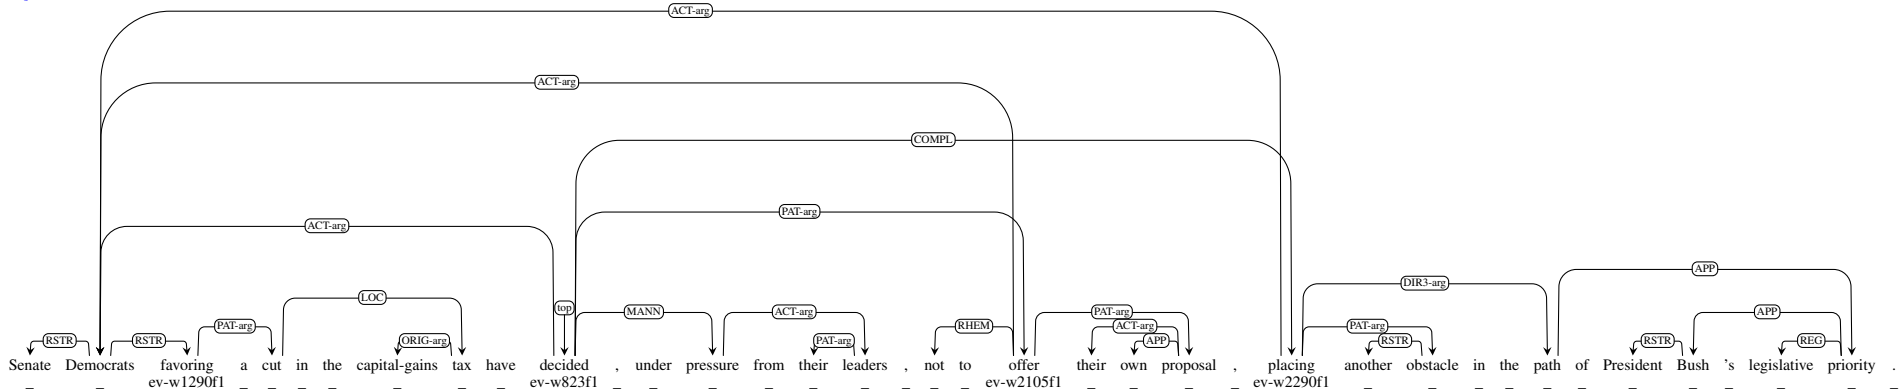 ACT-arg
ACT-arg
COMPL
PAT-arg
ACT-arg
APP
DIR3-arg
LOC
top
MANN ACT-arg PAT-arg APP
PAT-arg RHEM ACT-arg PAT-arg
RSTR RSTR ORIG-arg PAT-arg APP RSTR RSTR REG
Senate Democrats favoring a cut in the capital-gains tax have decided , under pressure from their leaders , not to offer their own proposal , placing another obstacle in the path of President Bush 's legislative priority .
_ _ ev-w1290f1 _ _ _ _ _ _ _ ev-w823f1 _ _ _ _ _ _ _ _ _ ev-w2105f1 _ _ _ _ ev-w2290f1 _ _ _ _ _ _ _ _ _ _ _ _